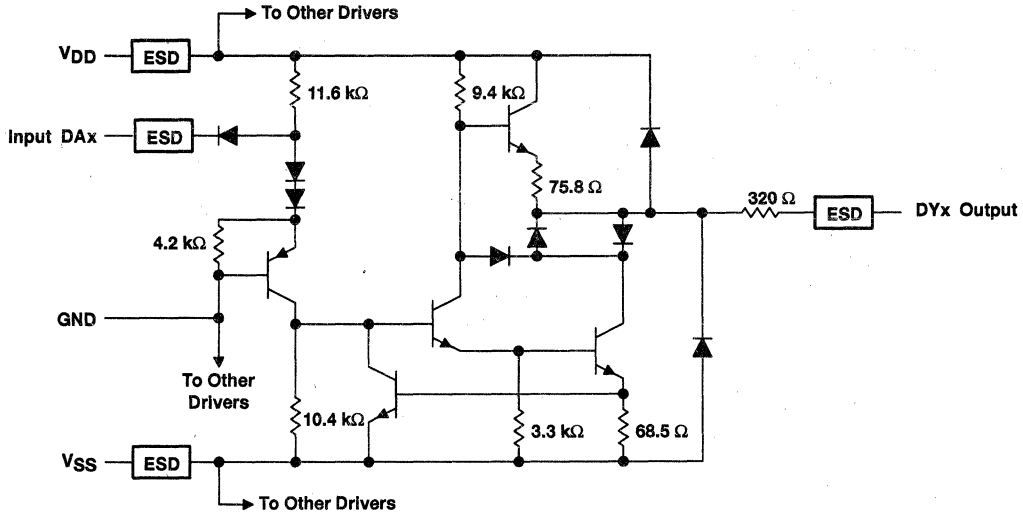 To Other Drivers
VDD
ESD
11.6 kΩ
9.4 kΩ
Input DAx
ESD
75.8 Ω
320 Ω
ESD
DYx Output
4.2 kΩ
GND
To Other
Drivers
10.4 kΩ
3.3 kΩ
68.5 Ω
VSS
ESD
To Other Drivers